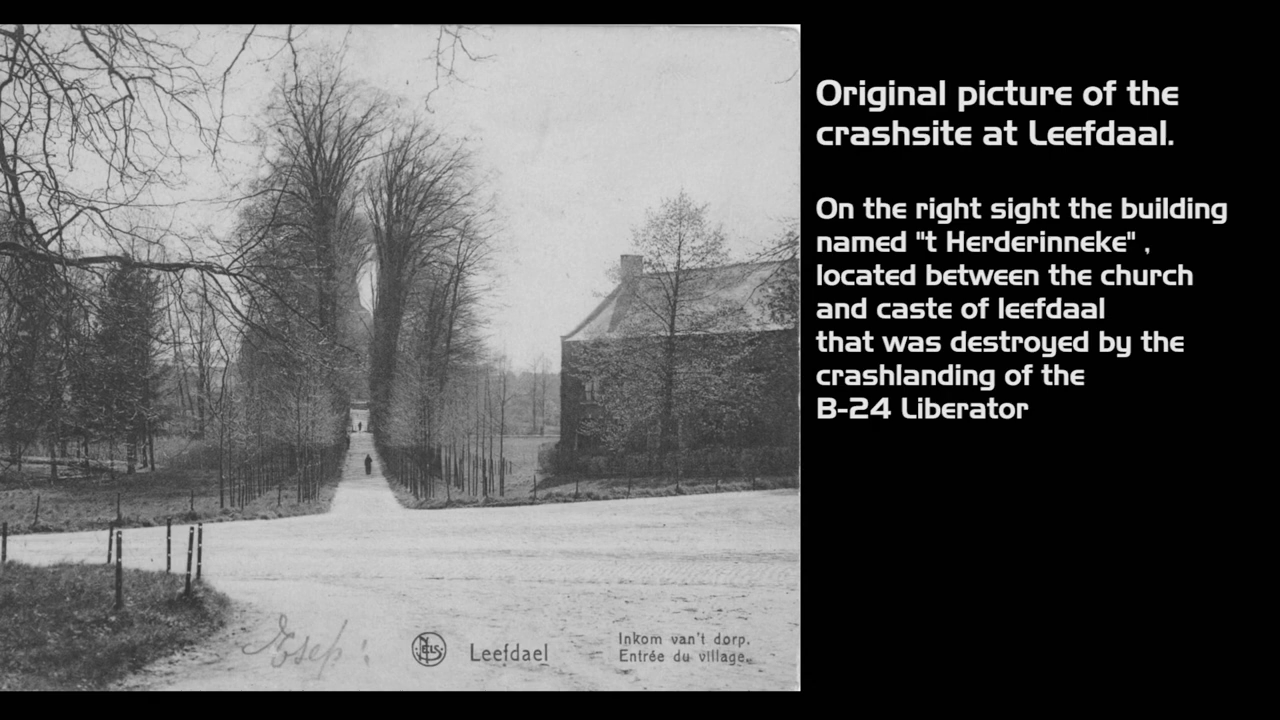 Original picture of the
crashsite at Leefdaal.
On the right sight the building
named "t Herderinneke" ,
located between the church
and caste of leefdaal
that was destroyed by the
crashlanding of the
B-24 Liberator
NELS
Leefdael
Inkom van't dorp.
Entrée du village.